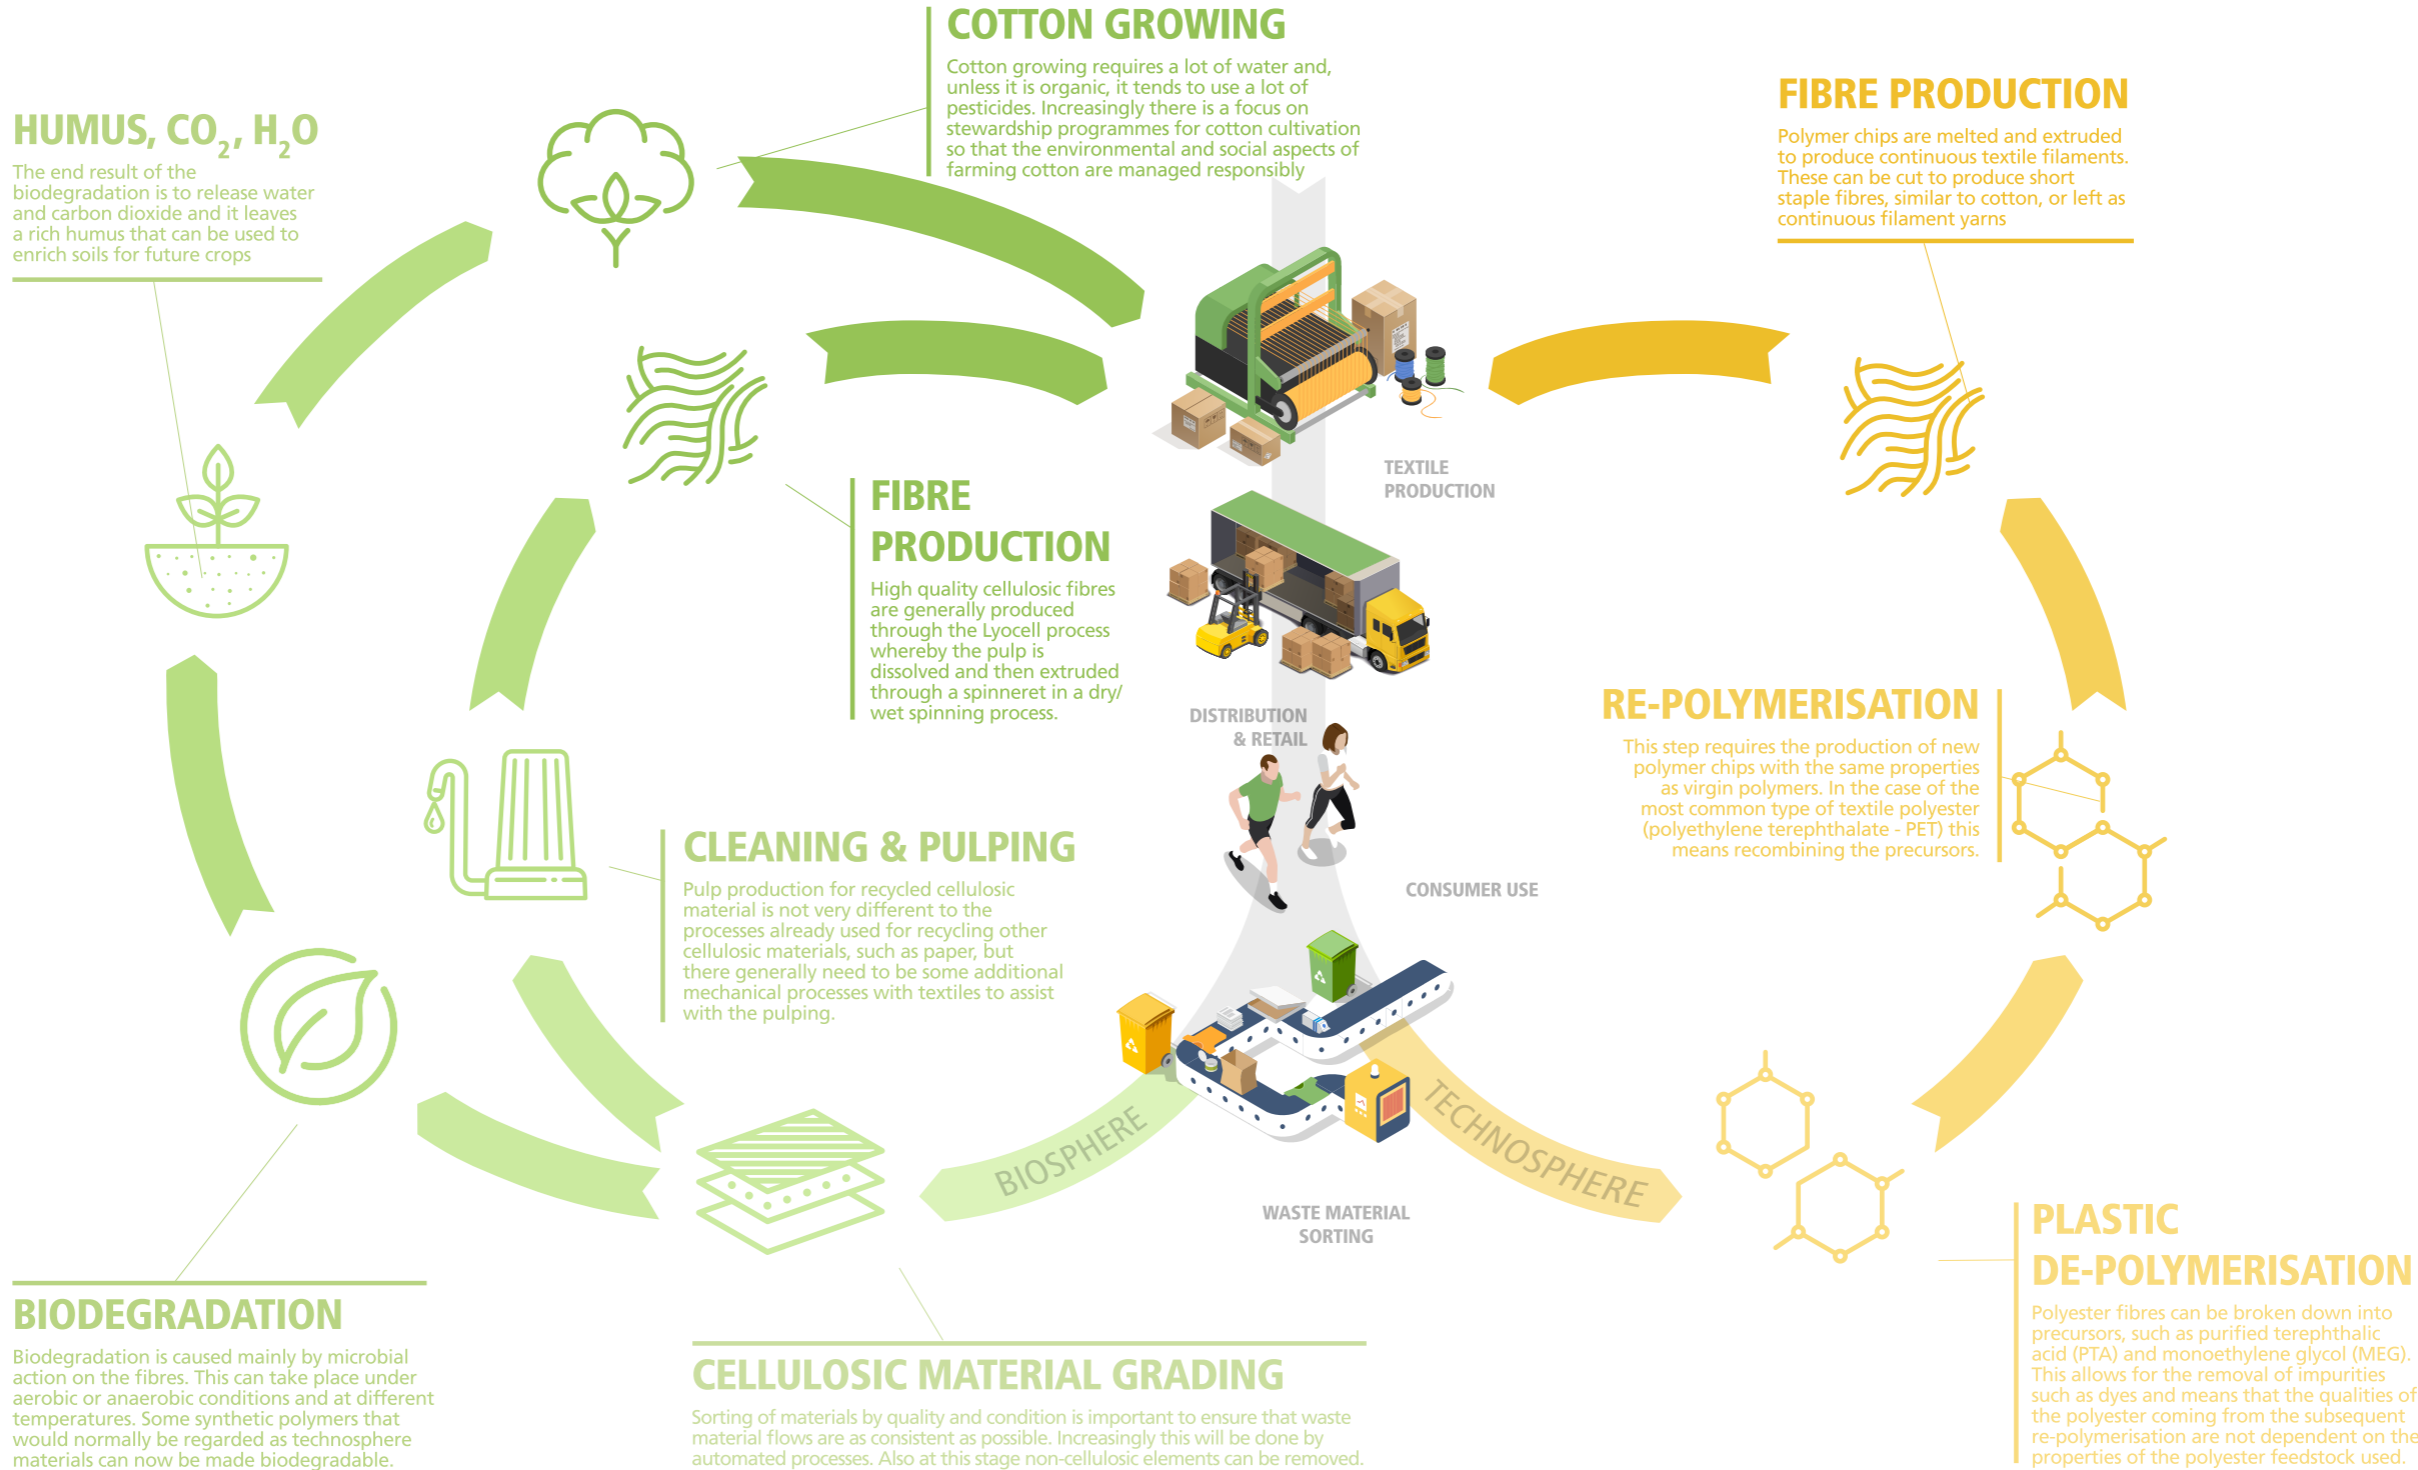 COTTON GROWING
Cotton growing requires a lot of water and,
unless it is organic, it tends to use a lot of
pesticides. Increasingly there is a focus on
stewardship programmes for cotton cultivation
so that the environmental and social aspects of
farming cotton are managed responsibly
FIBRE PRODUCTION
Polymer chips are melted and extruded
to produce continuous textile filaments.
These can be cut to produce short
staple fibres, similar to cotton, or left as
continuous filament yarns
HUMUS, CO2, H2O
The end result of the
biodegradation is to release water
and carbon dioxide and it leaves
a rich humus that can be used to
enrich soils for future crops
TEXTILE
PRODUCTION
FIBRE
PRODUCTION
High quality cellulosic fibres
are generally produced
through the Lyocell process
whereby the pulp is
dissolved and then extruded
through a spinneret in a dry/
wet spinning process.
DISTRIBUTION
& RETAIL
RE-POLYMERISATION
This step requires the production of new
polymer chips with the same properties
as virgin polymers. In the case of the
most common type of textile polyester
(polyethylene terephthalate - PET) this
means recombining the precursors.
CLEANING & PULPING
Pulp production for recycled cellulosic
material is not very different to the
processes already used for recycling other
cellulosic materials, such as paper, but
there generally need to be some additional
mechanical processes with textiles to assist
with the pulping.
CONSUMER USE
BIOSPHERE
TECHNOSPHERE
WASTE MATERIAL
SORTING
PLASTIC
DE-POLYMERISATION
Polyester fibres can be broken down into
precursors, such as purified terephthalic
acid (PTA) and monoethylene glycol (MEG).
This allows for the removal of impurities
such as dyes and means that the qualities of
the polyester coming from the subsequent
re-polymerisation are not dependent on the
properties of the polyester feedstock used.
BIODEGRADATION
Biodegradation is caused mainly by microbial
action on the fibres. This can take place under
aerobic or anaerobic conditions and at different
temperatures. Some synthetic polymers that
would normally be regarded as technosphere
materials can now be made biodegradable.
CELLULOSIC MATERIAL GRADING
Sorting of materials by quality and condition is important to ensure that waste
material flows are as consistent as possible. Increasingly this will be done by
automated processes. Also at this stage non-cellulosic elements can be removed.